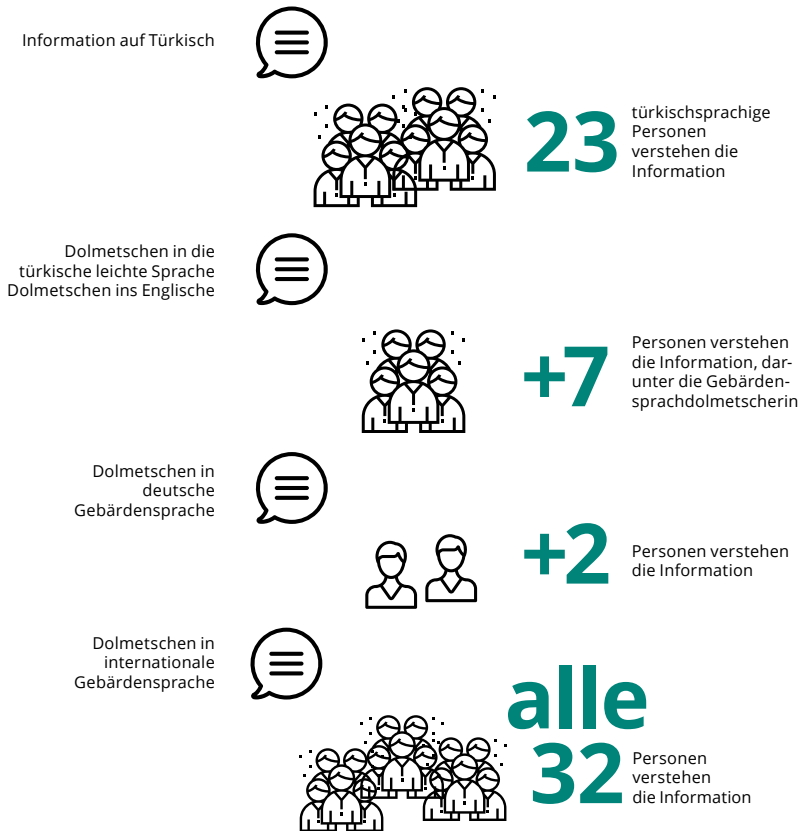 Information auf Türkisch
23
türkischsprachige
Personen
verstehen die
Information
Dolmetschen in die
türkische leichte Sprache
Dolmetschen ins Englische
+7
Personen verstehen
die Information, dar-
unter die Gebärden-
sprachdolmetscherin
Dolmetschen in
deutsche
Gebärdensprache
+2
Personen verstehen
die Information
Dolmetschen in
internationale
Gebärdensprache
alle
32
Personen
verstehen
die Information